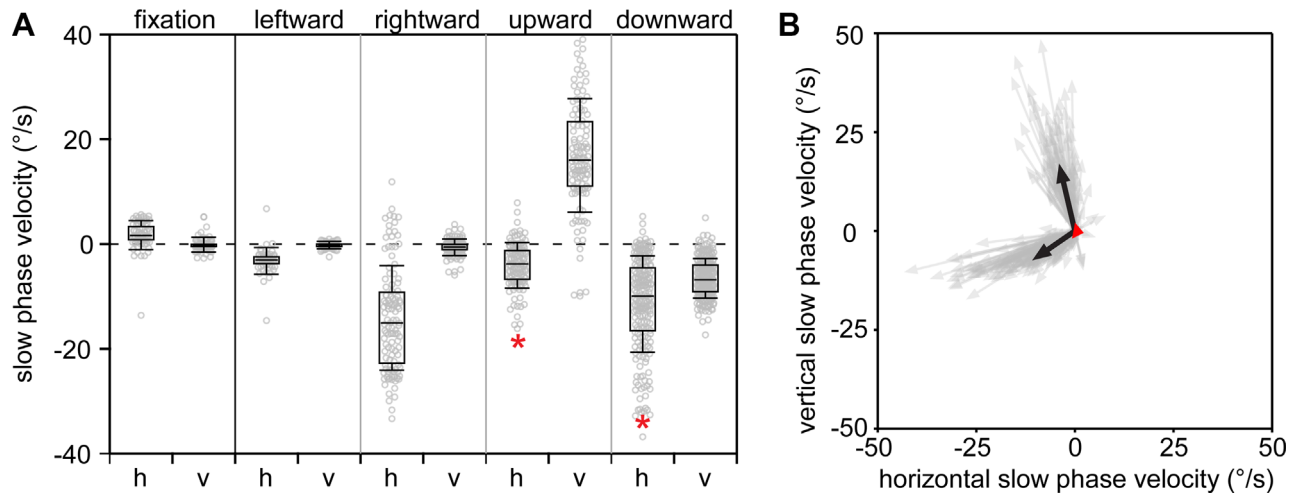 A
fixation leftward rightward upward downward
40
20
0
-20
-40
slow phase velocity (°/s)
* *
h v h v h v h v h v
B
50
25
0
-25
-50
vertical slow phase velocity (°/s)
-50 -25 0 25 50
horizontal slow phase velocity (°/s)